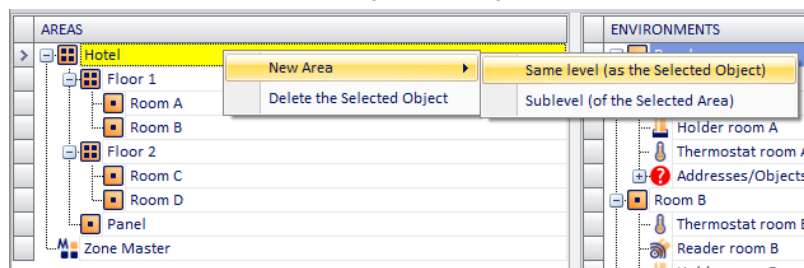 AREAS
Hotel
Floor 1
Room A
Room B
Floor 2
Room C
Room D
Panel
Zone Master
New Area
Delete the Selected Object
Same level (as the Selected Object)
Sublevel (of the Selected Area)
ENVIRONMENTS
Holder room A
Thermostat room A
Addresses/Objects
Room B
Thermostat room
Reader room B